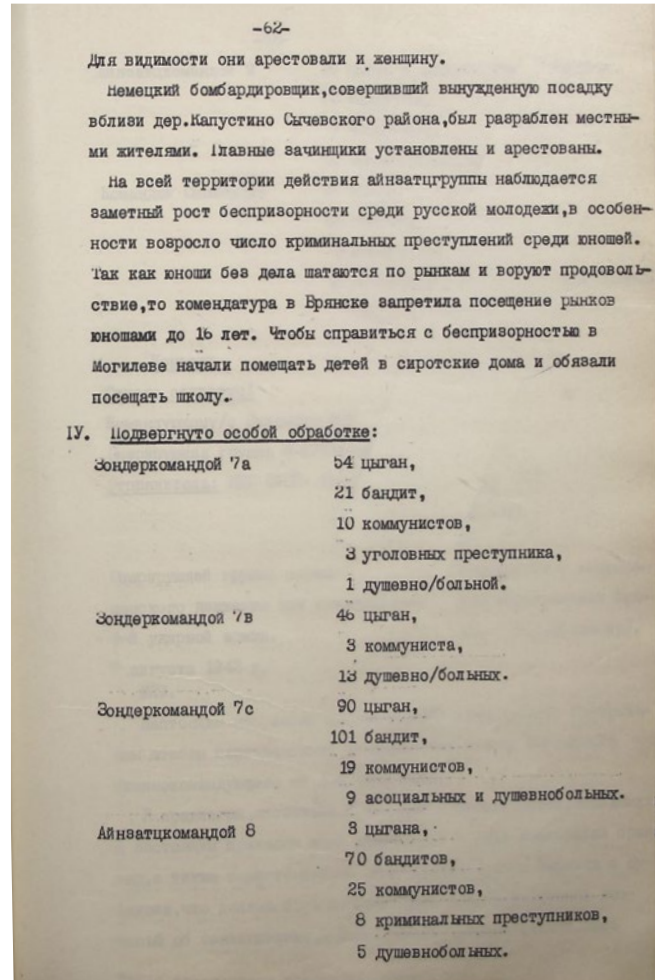 -62-
Для видимости они арестовали и женщину.
Немецкий бомбардировщик,совершивший вынужденную посадку
вблизи дер.Капустино Сычевского района,был разраблен местны-
ми жителями. Главные зачинщики установлены и арестованы.
На всей территории действия айнзатцгруппы наблюдается
заметный рост беспризорности среди русской молодежи,в особен-
ности возросло число криминальных преступлений среди юношей.
Так как юноши без дела шатаются по рынкам и воруют продоволь-
ствие,то комендатура в Брянске запретила посещение рынков
юношами до 16 лет. Чтобы справиться с беспризорностью в
Могилеве начали помещать детей в сиротские дома и обязали
посещать школу.
IУ. Подвергнуто особой обработке:
Зондеркомандой 7а 54 цыган,
21 бандит,
10 коммунистов,
3 уголовных преступника,
1 душевно/больной.
Зондеркомандой 7в 46 цыган,
3 коммуниста,
13 душевно/больных.
Зондеркомандой 7с 90 цыган,
101 бандит,
19 коммунистов,
9 асоциальных и душевнобольных.
Айнзатцкомандой 8 3 цыгана,
70 бандитов,
25 коммунистов,
8 криминальных преступников,
5 душевнобольных.